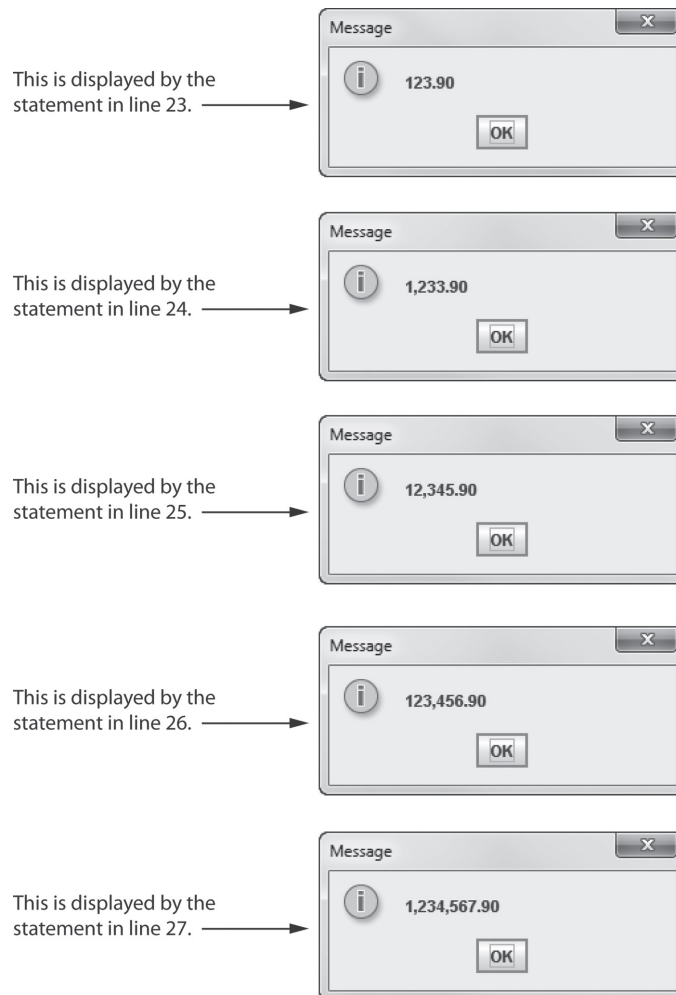 Message
x
This is displayed by the
i
123.90
statement in line 23.
OK
Message
x
This is displayed by the
i
1,233.90
statement in line 24.
OK
Message
x
This is displayed by the
i
12,345.90
statement in line 25.
OK
Message
x
This is displayed by the
i
123,456.90
statement in line 26.
OK
Message
x
This is displayed by the
i
1,234,567.90
statement in line 27.
OK